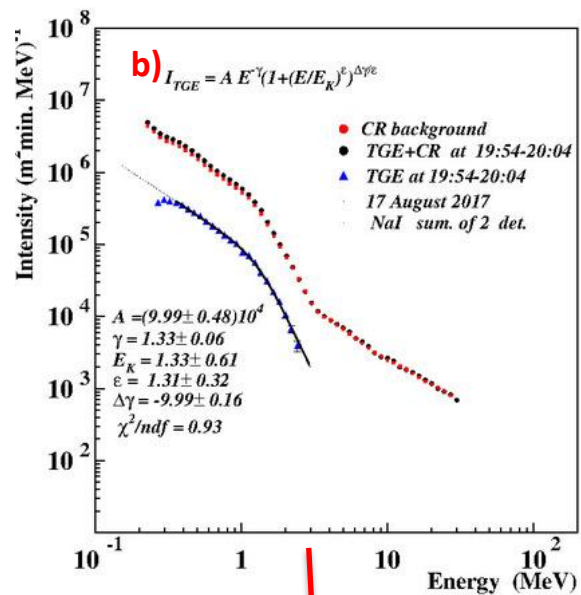 b)
I_TGE = A E^-γ(1+(E/E_K)^ε)^Δγ/ε
CR background
TGE+CR at 19:54-20:04
TGE at 19:54-20:04
17 August 2017
NaI sum. of 2 det.
A =(9.99± 0.48)10^4
γ = 1.33± 0.06
E_K = 1.33± 0.61
ε = 1.31± 0.32
Δγ = -9.99± 0.16
χ^2/ndf = 0.93
Intensity (m^2 min. MeV)^-1
10^8
10^7
10^6
10^5
10^4
10^3
10^2
10^-1
1
10
10^2
Energy (MeV)